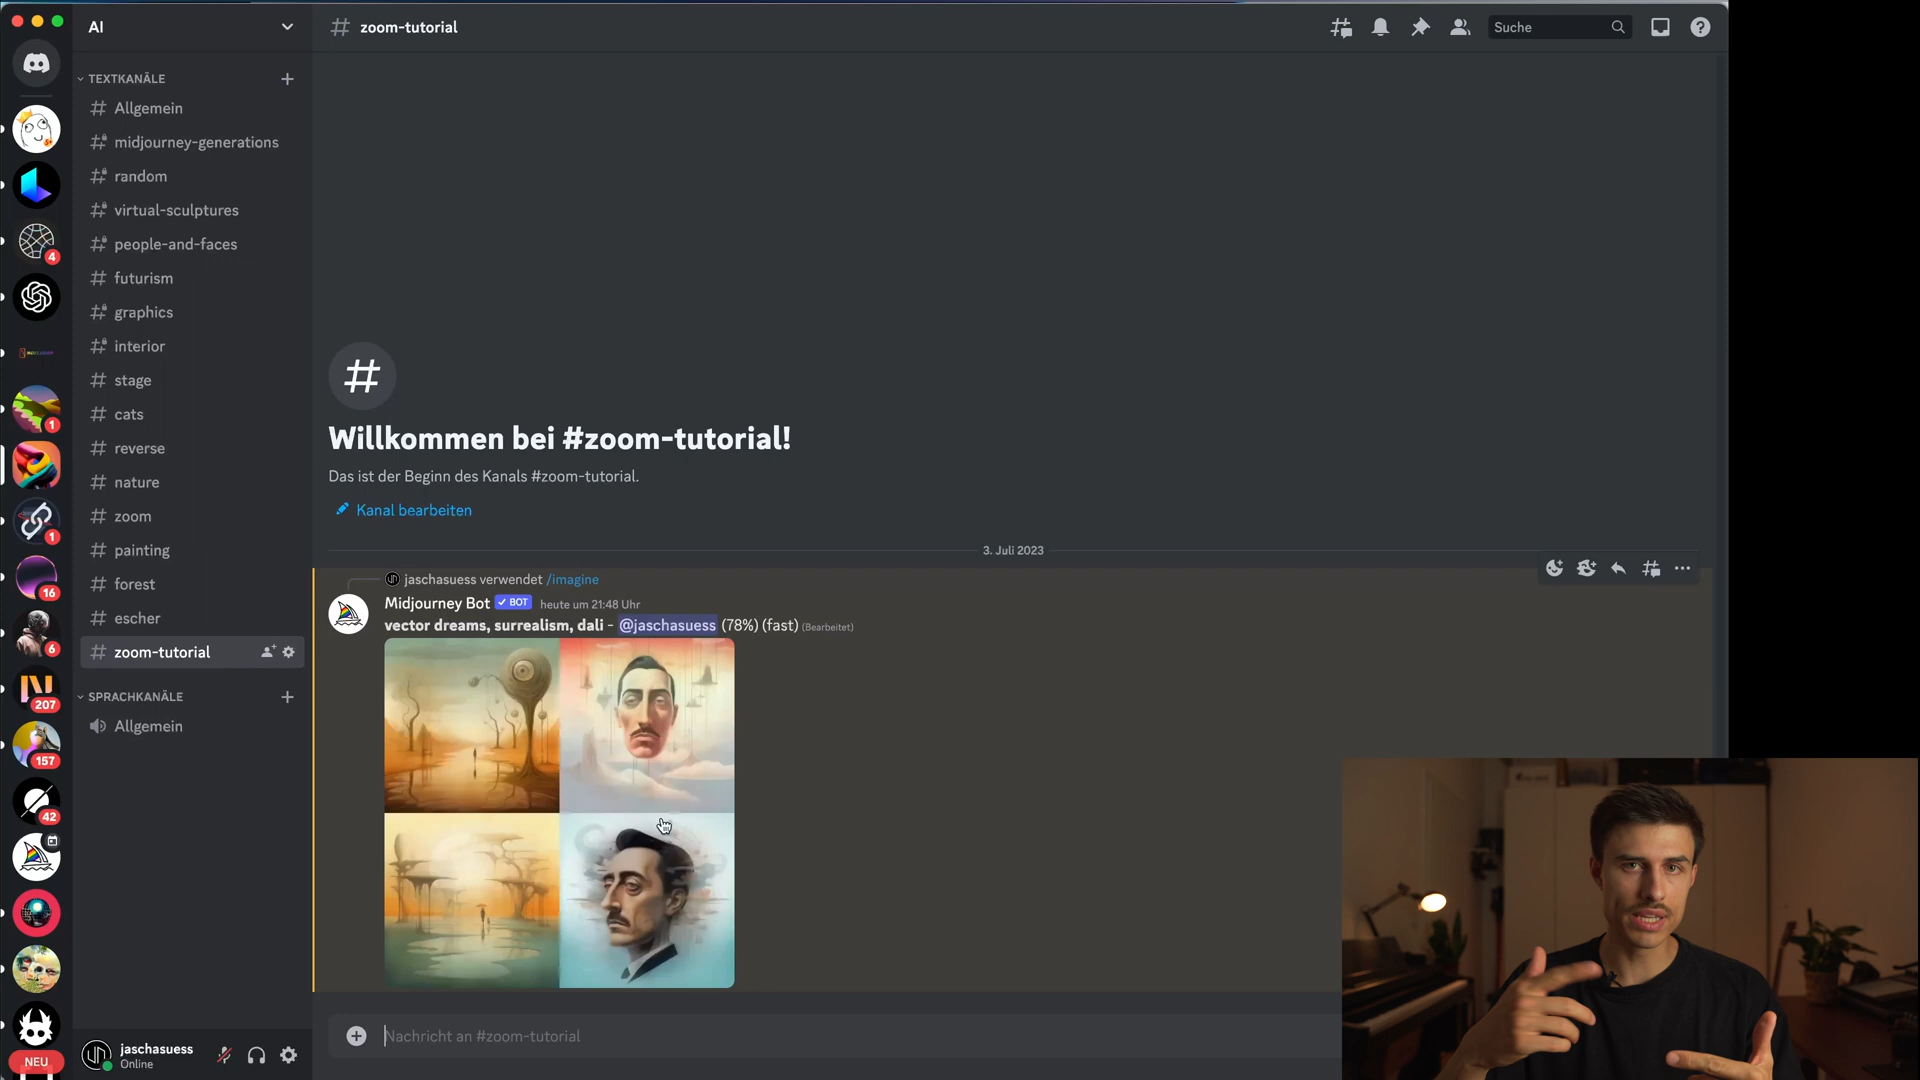 AI
TEXTKANÄLE
Allgemein
midjourney-generations
random
virtual-sculptures
people-and-faces
futurism
graphics
interior
stage
cats
reverse
nature
zoom
painting
forest
escher
zoom-tutorial
SPRACHKANÄLE
Allgemein
4
1
1
16
6
207
157
42
NEU
jaschasuess
Online
zoom-tutorial
Suche
Willkommen bei #zoom-tutorial!
Das ist der Beginn des Kanals #zoom-tutorial.
Kanal bearbeiten
3. Juli 2023
jaschasuess verwendet /imagine
Midjourney Bot ✓ BOT heute um 21:48 Uhr
vector dreams, surrealism, dali - @jaschasuess (78%) (fast) (Bearbeitet)
Nachricht an #zoom-tutorial